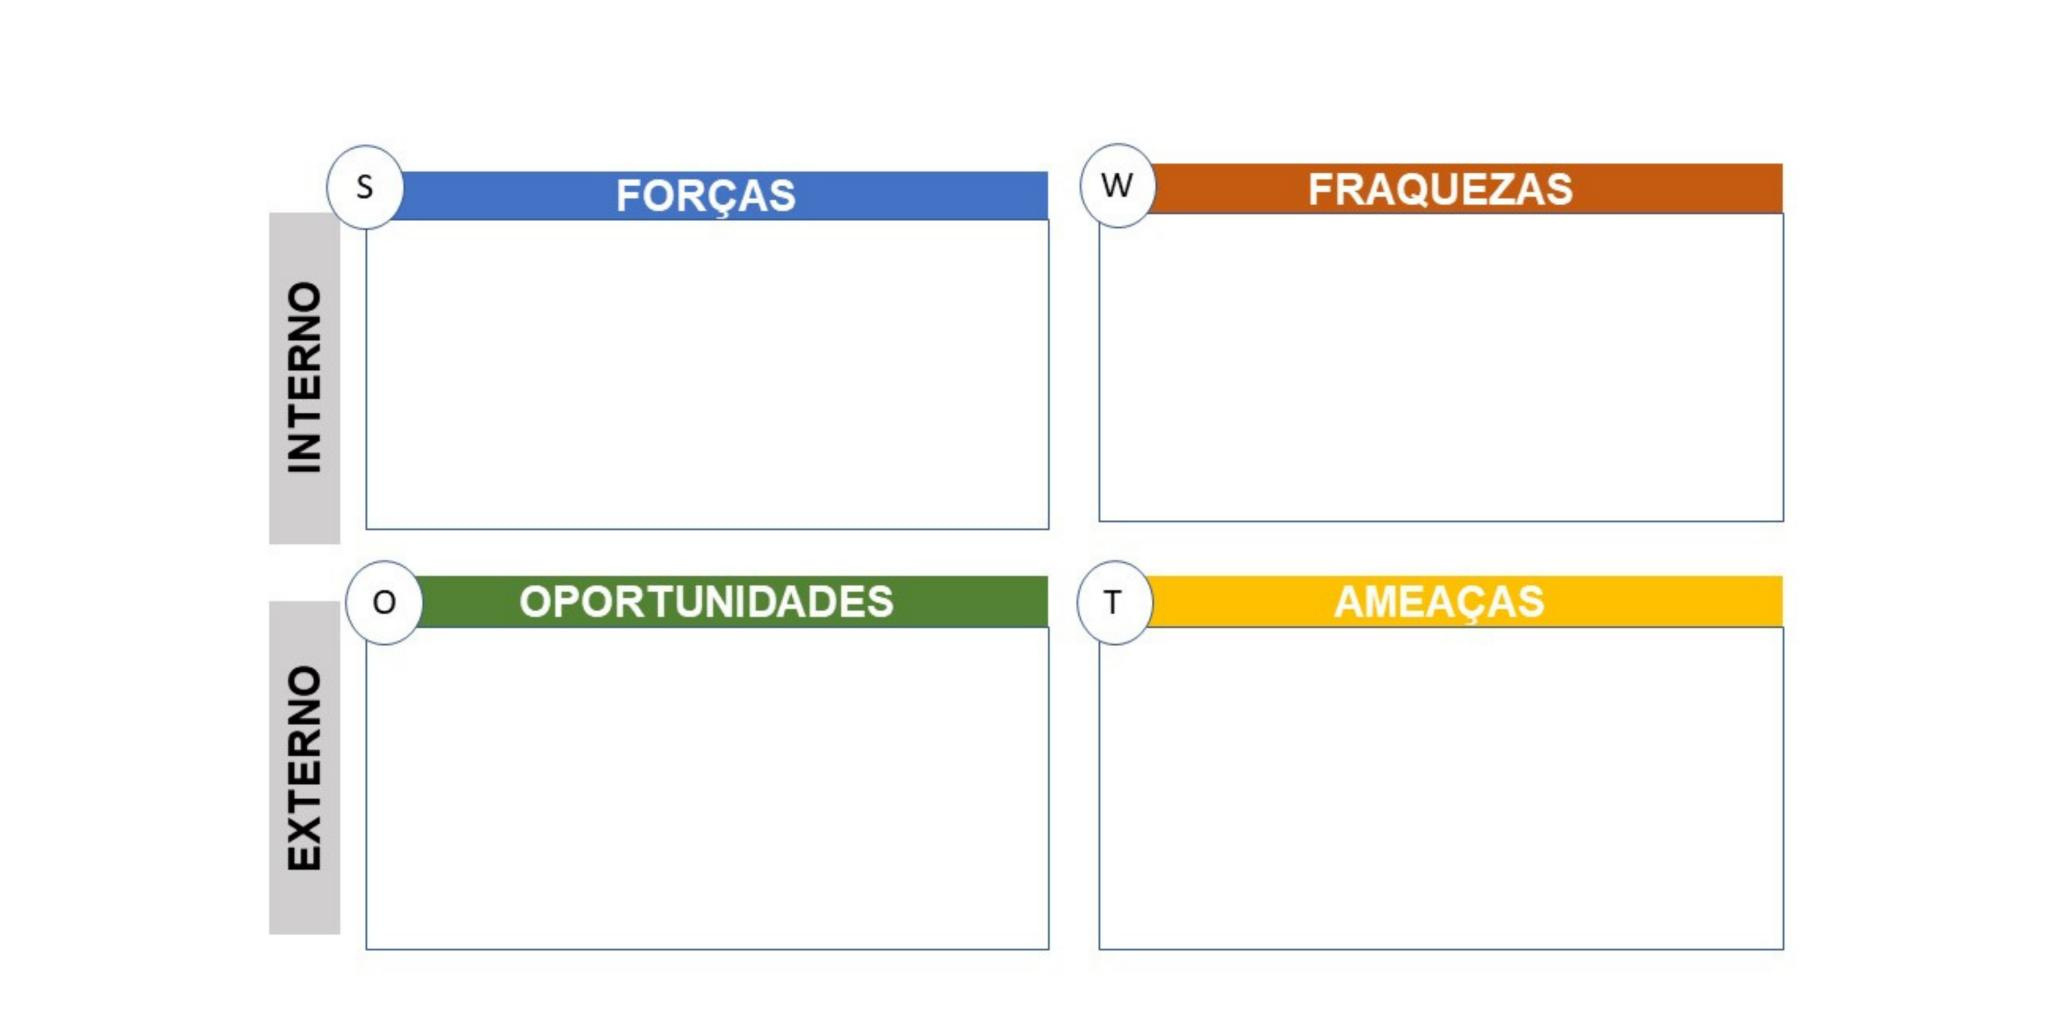 S
FORÇAS
W
FRAQUEZAS
INTERNO
O
OPORTUNIDADES
T
AMEAÇAS
EXTERNO